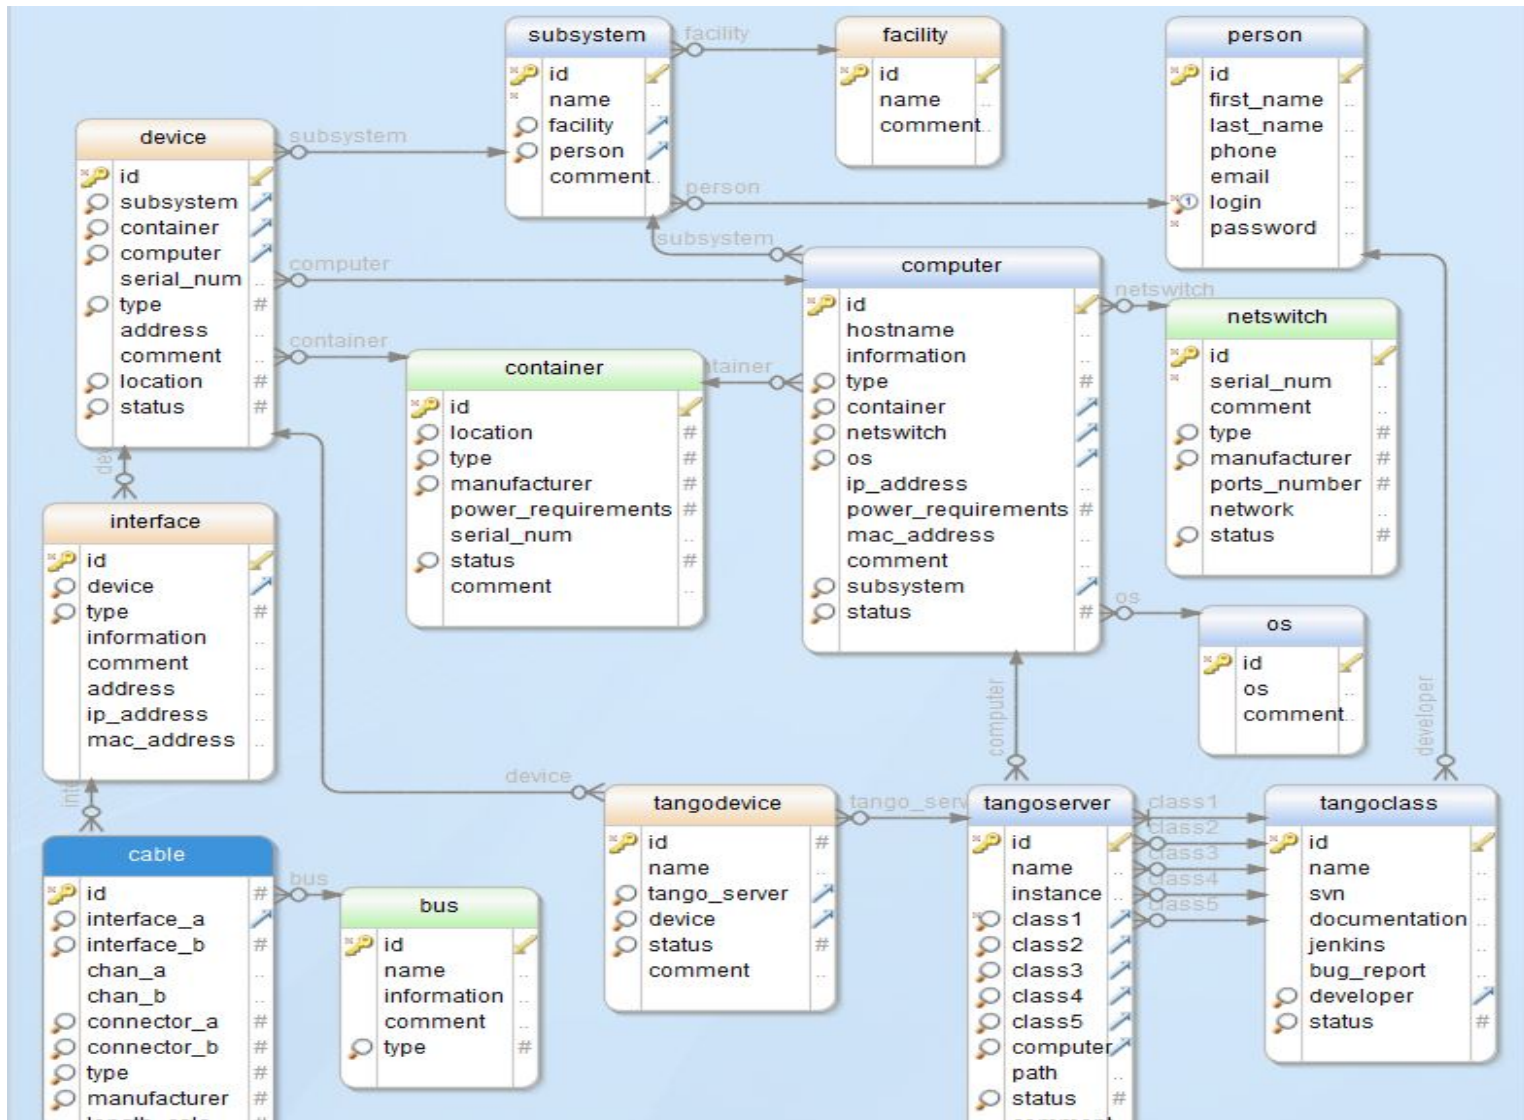 subsystem
id
name
facility
person
comment
facility
facility
id
name
comment
person
id
first_name
last_name
phone
email
login
password
device
id
subsystem
container
computer
serial_num
type
address
comment
location
status
subsystem
person
subsystem
computer
container
computer
id
hostname
information
type
container
netswitch
os
ip_address
power_requirements
mac_address
comment
subsystem
status
netswitch
netswitch
id
serial_num
comment
type
manufacturer
ports_number
network
status
container
id
location
type
manufacturer
power_requirements
serial_num
status
comment
interface
id
device
type
information
comment
address
ip_address
mac_address
os
os
id
os
comment
computer
developer
device
tangodevice
id
name
tango_server
device
status
comment
tangoserver
id
name
instance
class1
class2
class3
class4
class5
computer
path
status
class1
class2
class3
class4
class5
tangoclass
id
name
svn
documentation
jenkins
bug_report
developer
status
cable
id
interface_a
interface_b
chan_a
chan_b
connector_a
connector_b
type
manufacturer
bus
bus
id
name
information
comment
type